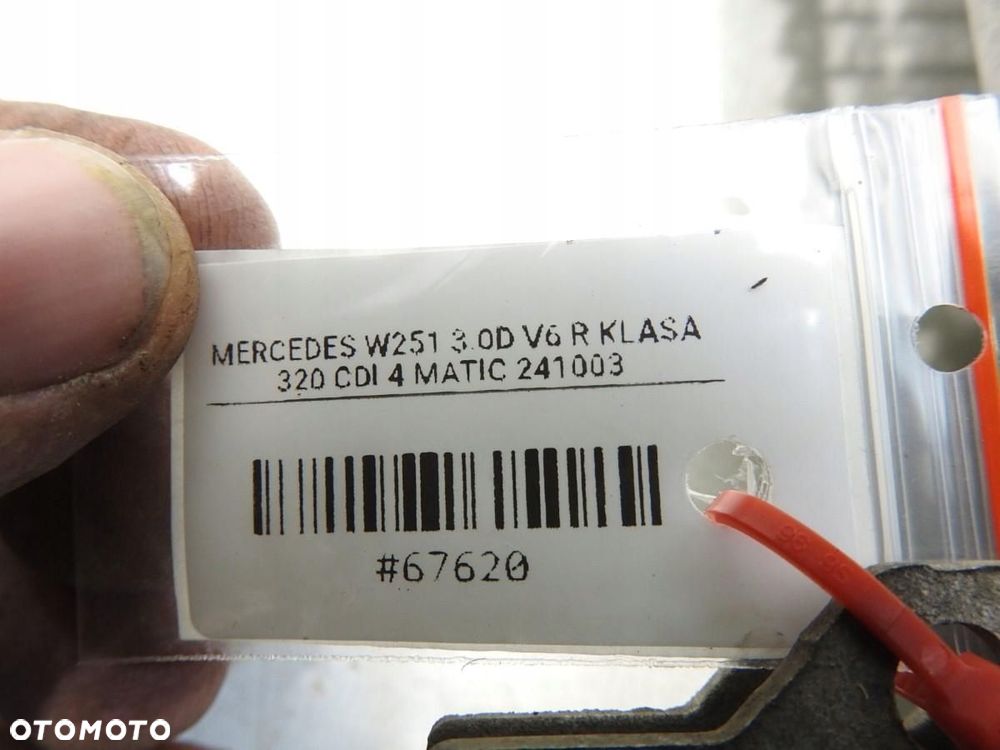 MERCEDES W251 3.0D V6 R KLASA
320 CDI 4 MATIC 241003
#67620
OTOMOTO